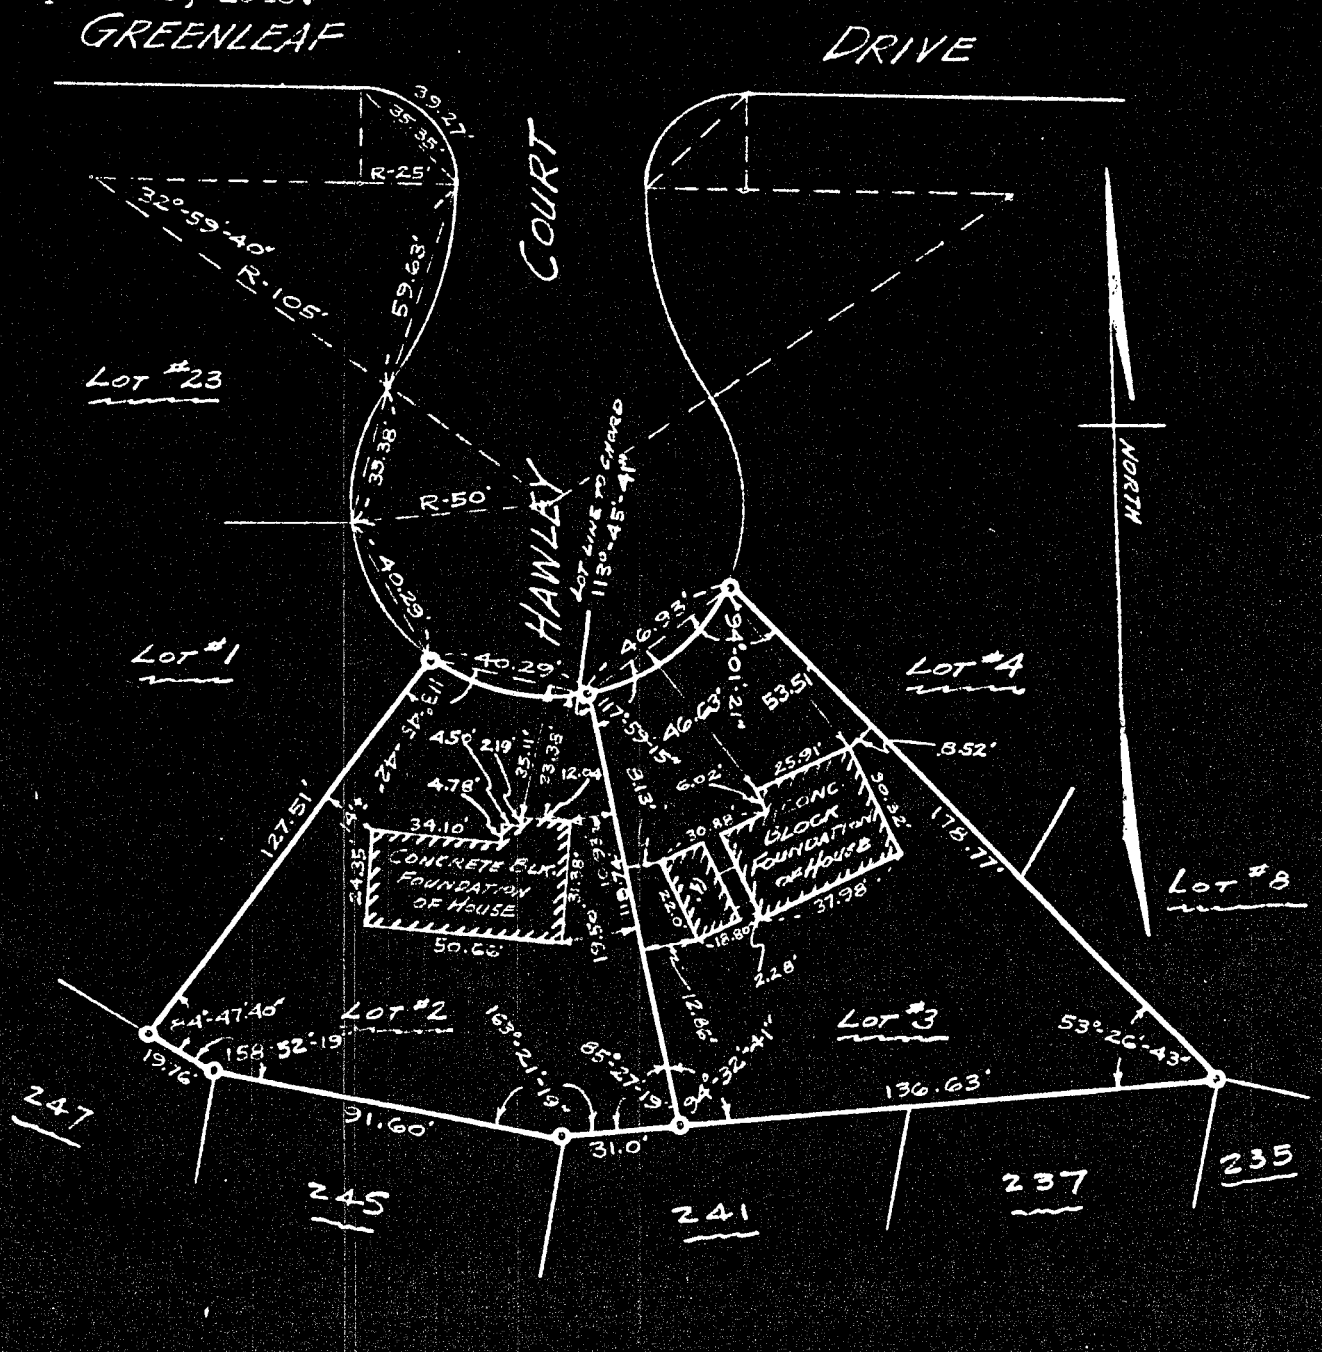 GREENLEAF DRIVE
39.27'
35.35'
COURT
R-25'
32°-59'-40"
R-105'
59.63'
LOT #23
33.38'
R-50'
HAWLEY
LOT LINE TO CHORD
113°-45'-41"
NORTH
40.29'
40.29'
46.93'
94°-01'-21"
LOT #1
LOT #4
113°-45'-42"
117°-59'-15"
46.63'
53.51'
4.50'
2.19'
35.11'
23.38'
4.78'
12.04
8.13'
6.02'
25.91'
8.52'
127.51'
34.10'
30.88'
30.32'
178.77'
24.35'
CONCRETE BLK.
FOUNDATION
OF HOUSE
31.38'
CONC.
BLOCK
FOUNDATION
OF HOUSE
22.0'
50.66'
19.50
18.80'
37.98'
2.28'
12.86'
LOT #8
84°-47'-40"
LOT #2
LOT #3
158°-52'-19"
163°-21'-19"
85°-27'-19"
94°-32'-41"
53°-26'-43"
19.76'
91.60'
31.0'
136.63'
247
245
241
237
235